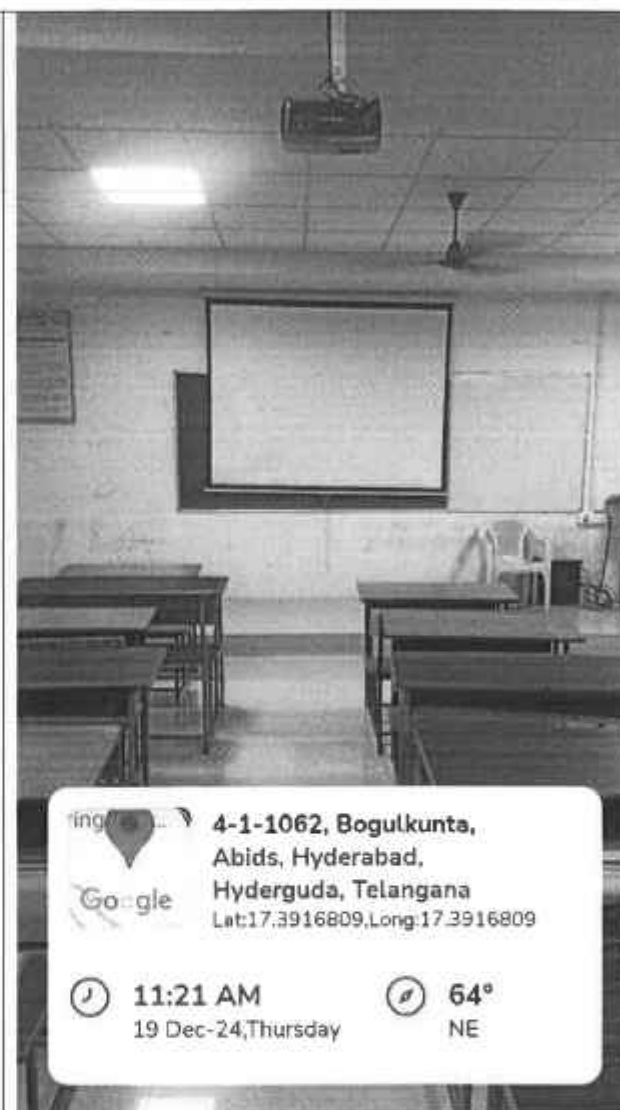 Google
4-1-1062, Bogulkunta,
Abids, Hyderabad,
Hyderguda, Telangana
Lat:17.3916809,Long:17.3916809
11:21 AM
19 Dec-24,Thursday
64°
NE